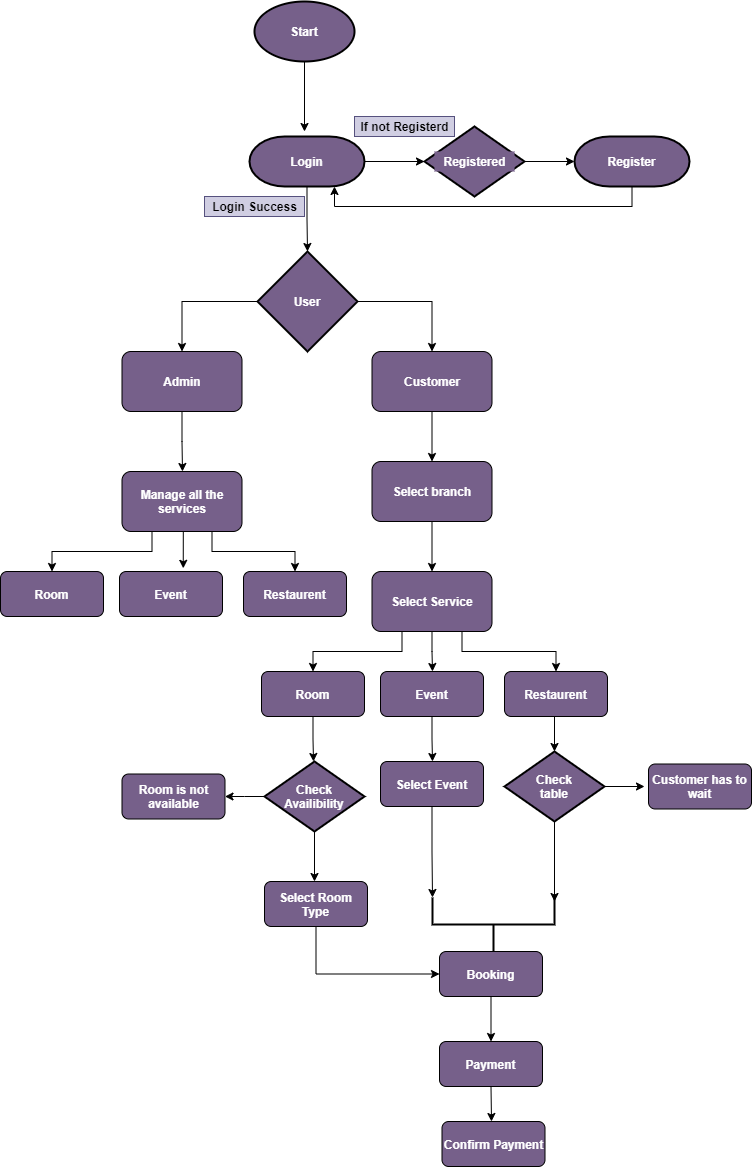 Start
If not Registerd
Login
Registered
Register
Login Success
User
Admin
Customer
Manage all the
services
Select branch
Room
Event
Restaurent
Select Service
Room
Event
Restaurent
Room is not
available
Check
Availibility
Select Event
Check
table
Customer has to
wait
Select Room
Type
Booking
Payment
Confirm Payment